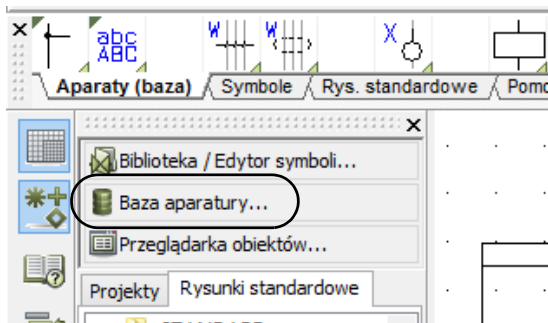 abc
ABC
W
W
X
Aparaty (baza)
Symbole
Rys. standardowe
Biblioteka / Edytor symboli...
Baza aparatury...
Przeglądarka obiektów...
Projekty
Rysunki standardowe